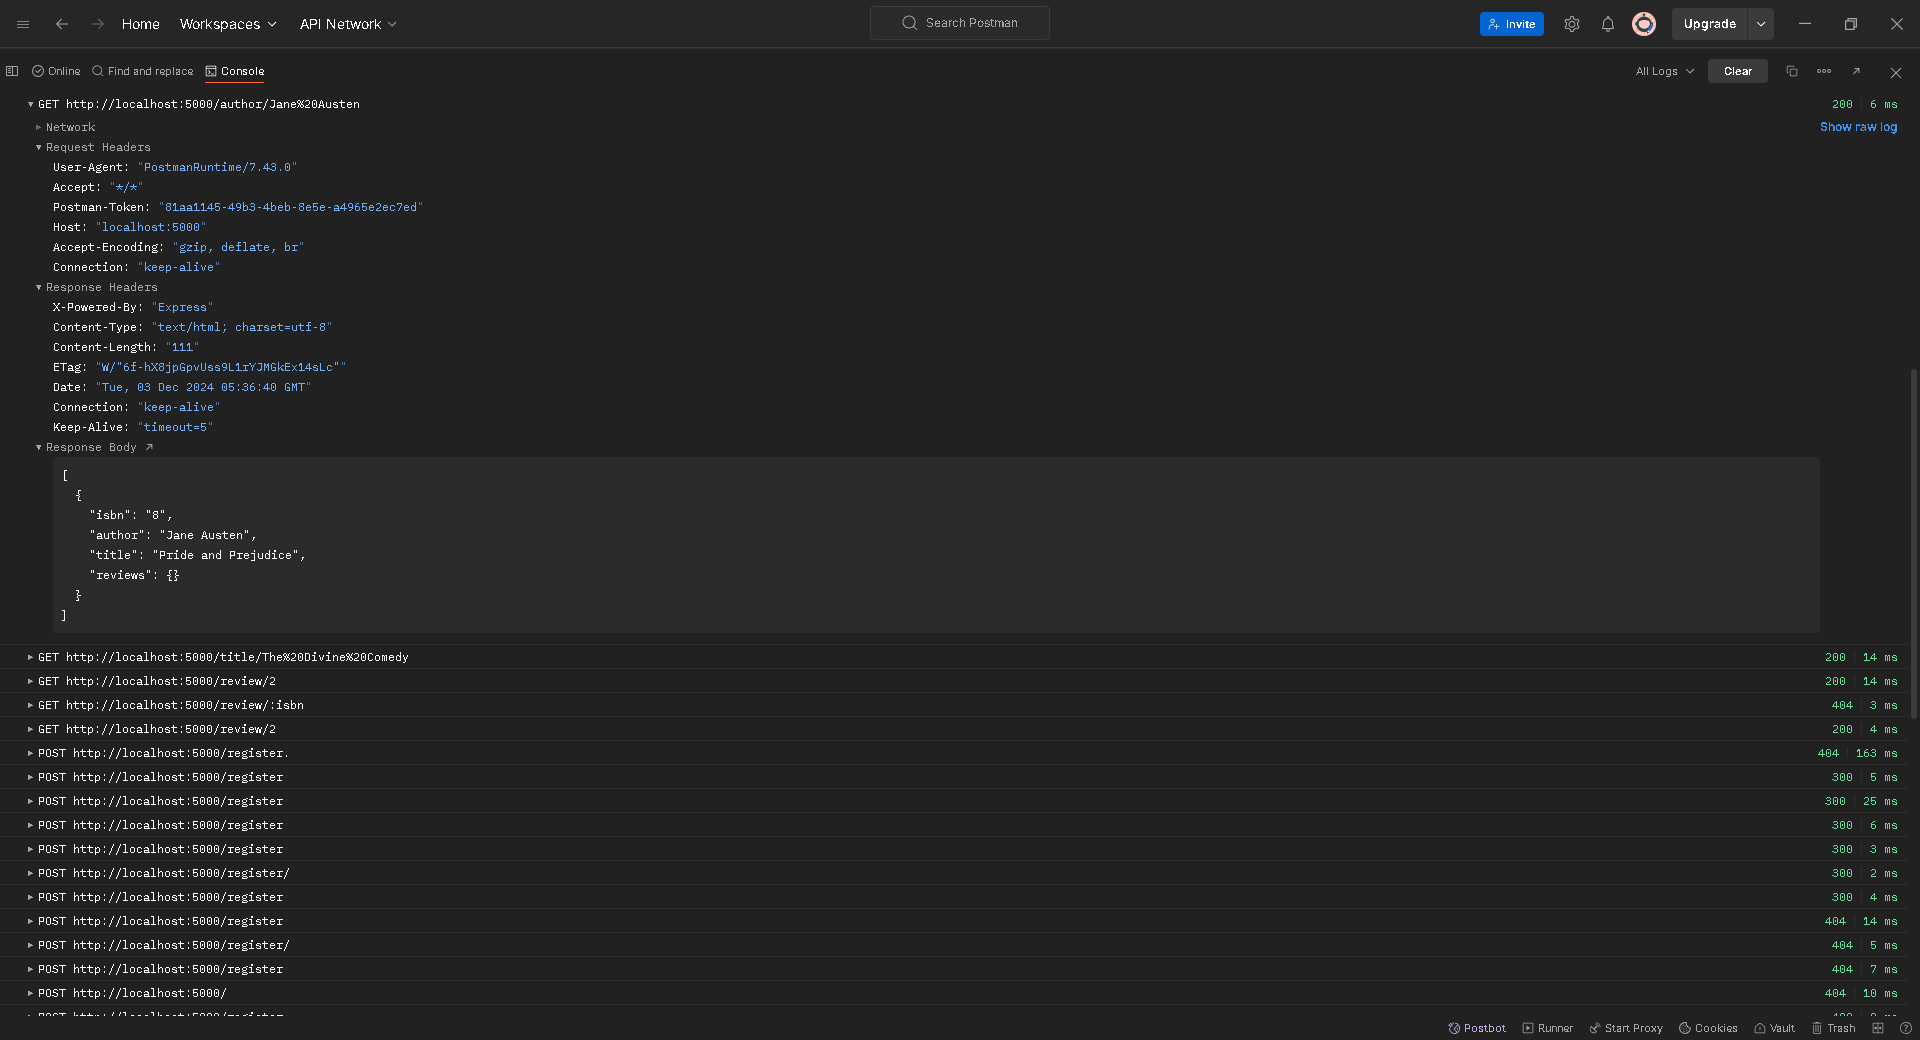 Home Workspaces API Network Search Postman Invite Upgrade
Online Find and replace Console All Logs Clear
GET http://localhost:5000/author/Jane%20Austen 200 6 ms
Network Show raw log
Request Headers
User-Agent: "PostmanRuntime/7.43.0"
Accept: "*/*"
Postman-Token: "81aa1145-49b3-4beb-8e5e-a4965e2ec7ed"
Host: "localhost:5000"
Accept-Encoding: "gzip, deflate, br"
Connection: "keep-alive"
Response Headers
X-Powered-By: "Express"
Content-Type: "text/html; charset=utf-8"
Content-Length: "111"
ETag: "W/"6f-hX8jpGpvUss9L1rYJMGkEx14sLc""
Date: "Tue, 03 Dec 2024 05:36:40 GMT"
Connection: "keep-alive"
Keep-Alive: "timeout=5"
Response Body
[
{
"isbn": "8",
"author": "Jane Austen",
"title": "Pride and Prejudice",
"reviews": {}
}
]
GET http://localhost:5000/title/The%20Divine%20Comedy 200 14 ms
GET http://localhost:5000/review/2 200 14 ms
GET http://localhost:5000/review/:isbn 404 3 ms
GET http://localhost:5000/review/2 200 4 ms
POST http://localhost:5000/register. 404 163 ms
POST http://localhost:5000/register 300 5 ms
POST http://localhost:5000/register 300 25 ms
POST http://localhost:5000/register 300 6 ms
POST http://localhost:5000/register 300 3 ms
POST http://localhost:5000/register/ 300 2 ms
POST http://localhost:5000/register 300 4 ms
POST http://localhost:5000/register 404 14 ms
POST http://localhost:5000/register/ 404 5 ms
POST http://localhost:5000/register 404 7 ms
POST http://localhost:5000/ 404 10 ms
POST http://localhost:5000/register
Postbot Runner Start Proxy Cookies Vault Trash